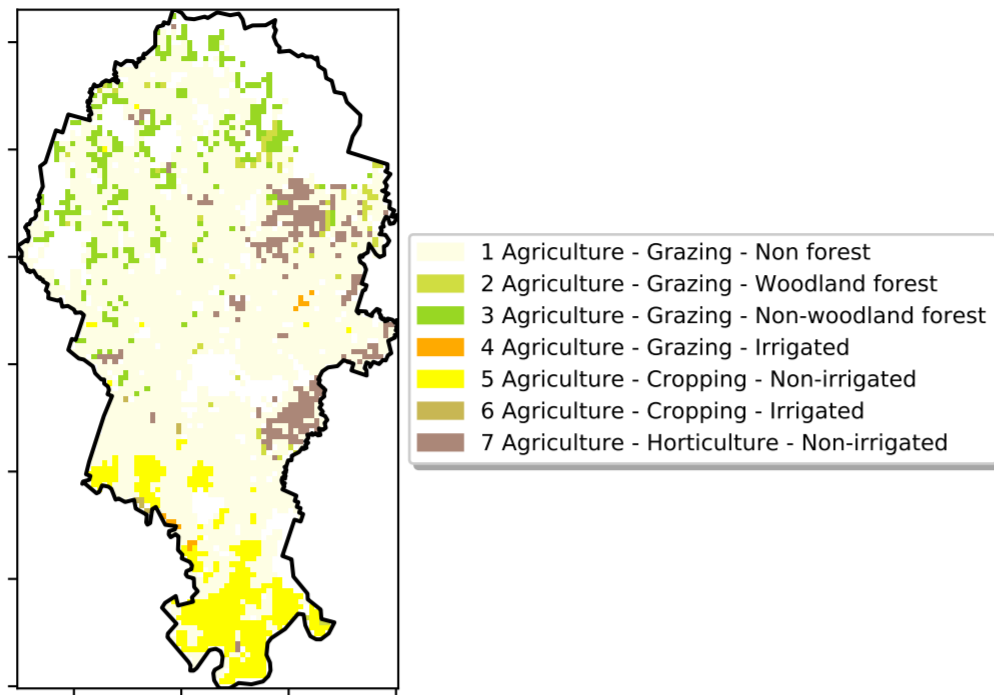 1 Agriculture - Grazing - Non forest
2 Agriculture - Grazing - Woodland forest
3 Agriculture - Grazing - Non-woodland forest
4 Agriculture - Grazing - Irrigated
5 Agriculture - Cropping - Non-irrigated
6 Agriculture - Cropping - Irrigated
7 Agriculture - Horticulture - Non-irrigated